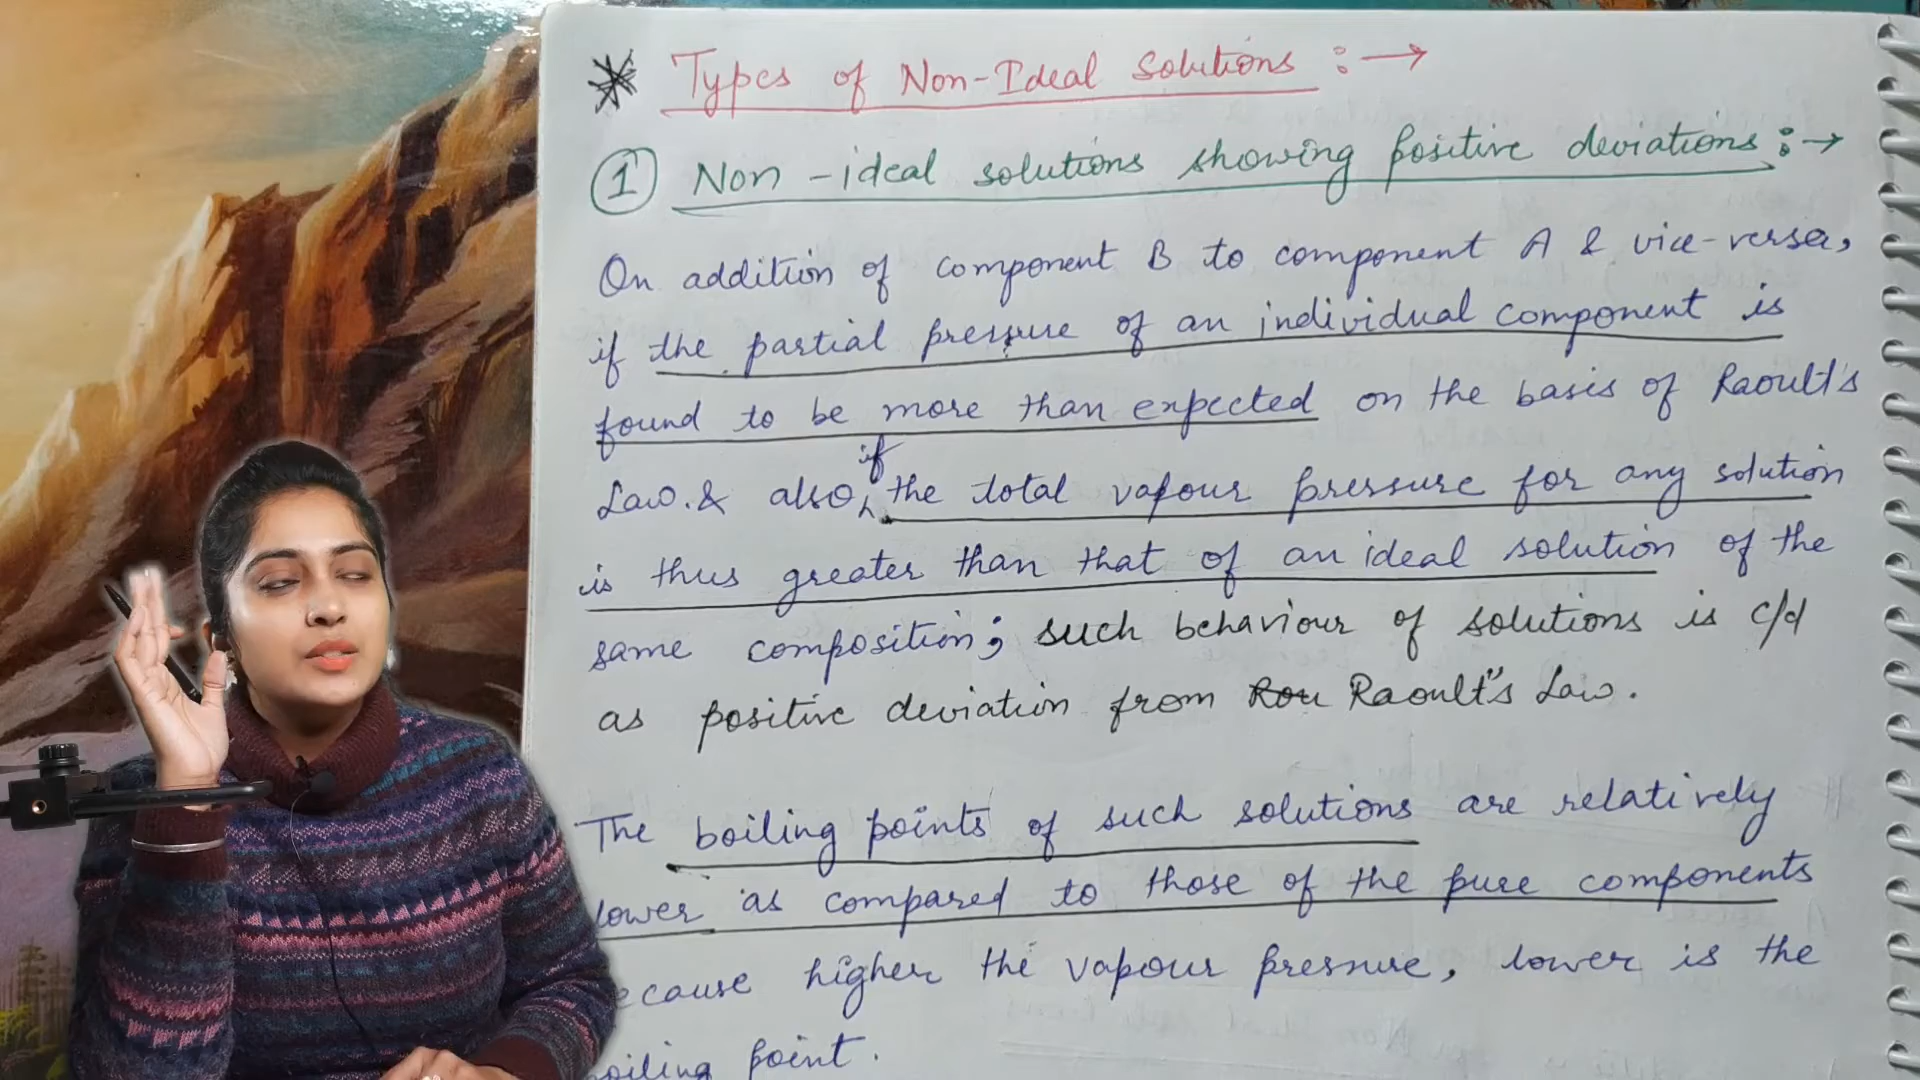 * Types of Non-Ideal Solutions :→
① Non-ideal solutions showing positive deviations :→
On addition of component B to component A & vice-versa,
if the partial pressure of an individual component is
found to be more than expected on the basis of Raoult's
Law. & also, if the total vapour pressure for any solution
is thus greater than that of an ideal solution of the
same composition; such behaviour of solutions is c/d
as positive deviation from Rou Raoult's Law.
The boiling points of such solutions are relatively
lower as compared to those of the pure components
ecause higher the vapour pressure, lower is the
oiling point.